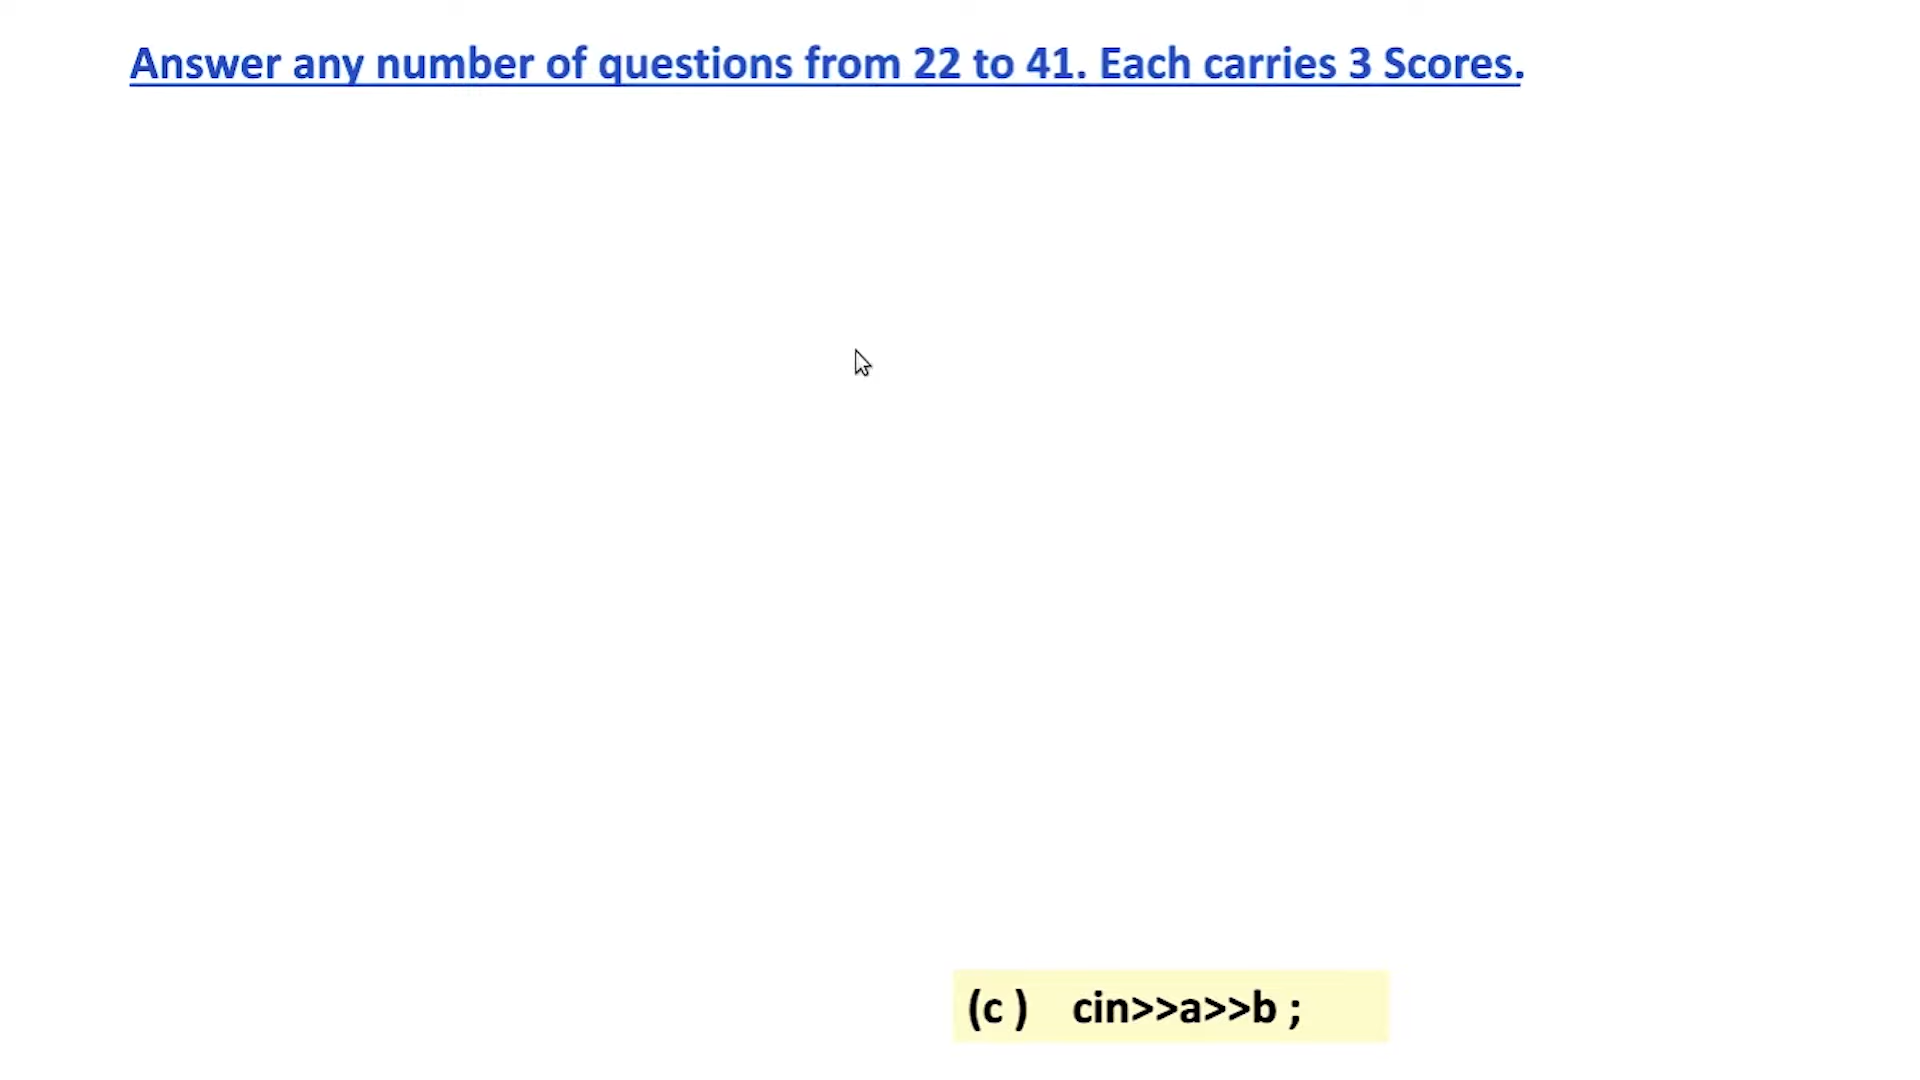 Answer any number of questions from 22 to 41. Each carries 3 Scores.
(c ) cin>>a>>b ;